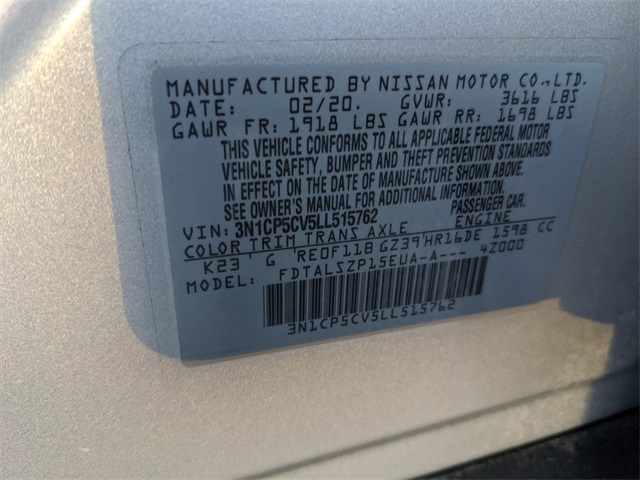 MANUFACTURED BY NISSAN MOTOR CO.,LTD.
DATE: 02/20. GVWR: 3616 LBS
GAWR FR: 1918 LBS GAWR RR: 1698 LBS
THIS VEHICLE CONFORMS TO ALL APPLICABLE FEDERAL MOTOR
VEHICLE SAFETY, BUMPER AND THEFT PREVENTION STANDARDS
IN EFFECT ON THE DATE OF MANUFACTURE SHOWN ABOVE.
SEE OWNER'S MANUAL FOR ADDITIONAL INFORMATION.
VIN: 3N1CP5CV5LL515762 PASSENGER CAR.
COLOR TRIM TRANS AXLE ENGINE
K23 G RE0F11B GZ39 HR16DE 1598 CC
MODEL: FDTALSZP15EUA-A--- 4Z000
3N1CP5CV5LL515762